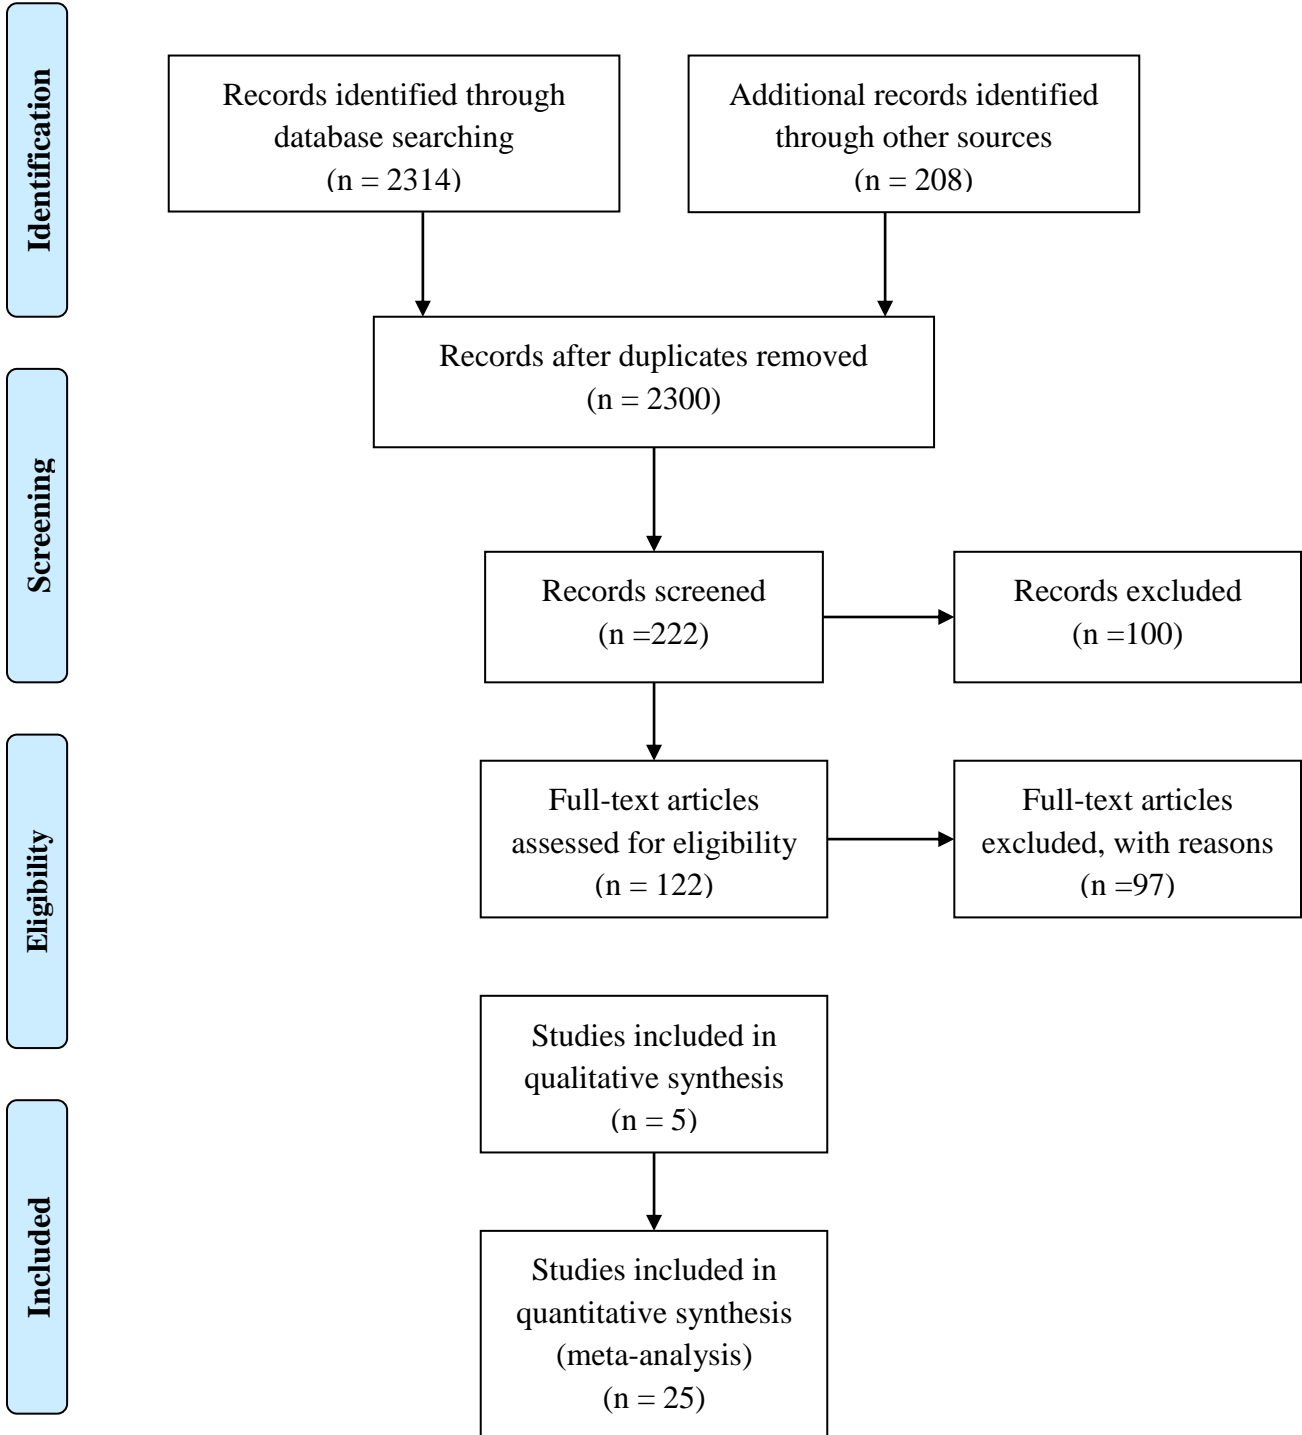 Identification
Records identified through
database searching
(n = 2314)
Additional records identified
through other sources
(n = 208)
Records after duplicates removed
(n = 2300)
Screening
Records screened
(n =222)
Records excluded
(n =100)
Eligibility
Full-text articles
assessed for eligibility
(n = 122)
Full-text articles
excluded, with reasons
(n =97)
Studies included in
qualitative synthesis
(n = 5)
Included
Studies included in
quantitative synthesis
(meta-analysis)
(n = 25)